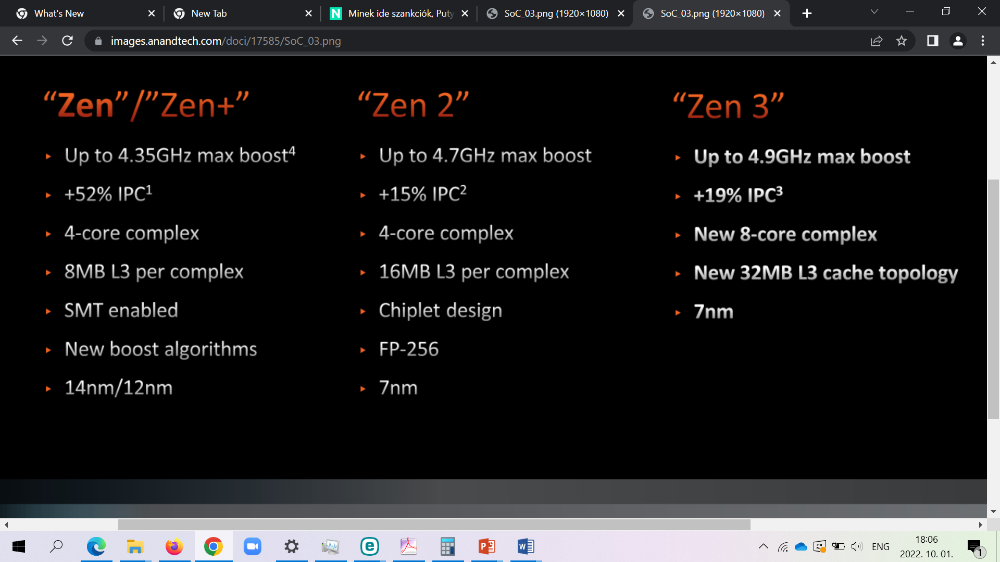 What's New
New Tab
Minek ide szankciók, Puty
SoC_03.png (1920×1080)
SoC_03.png (1920×1080)
images.anandtech.com/doci/17585/SoC_03.png
“Zen”/”Zen+”
Up to 4.35GHz max boost⁴
+52% IPC¹
4-core complex
8MB L3 per complex
SMT enabled
New boost algorithms
14nm/12nm
“Zen 2”
Up to 4.7GHz max boost
+15% IPC²
4-core complex
16MB L3 per complex
Chiplet design
FP-256
7nm
“Zen 3”
Up to 4.9GHz max boost
+19% IPC³
New 8-core complex
New 32MB L3 cache topology
7nm
ENG
18:06
2022. 10. 01.
1